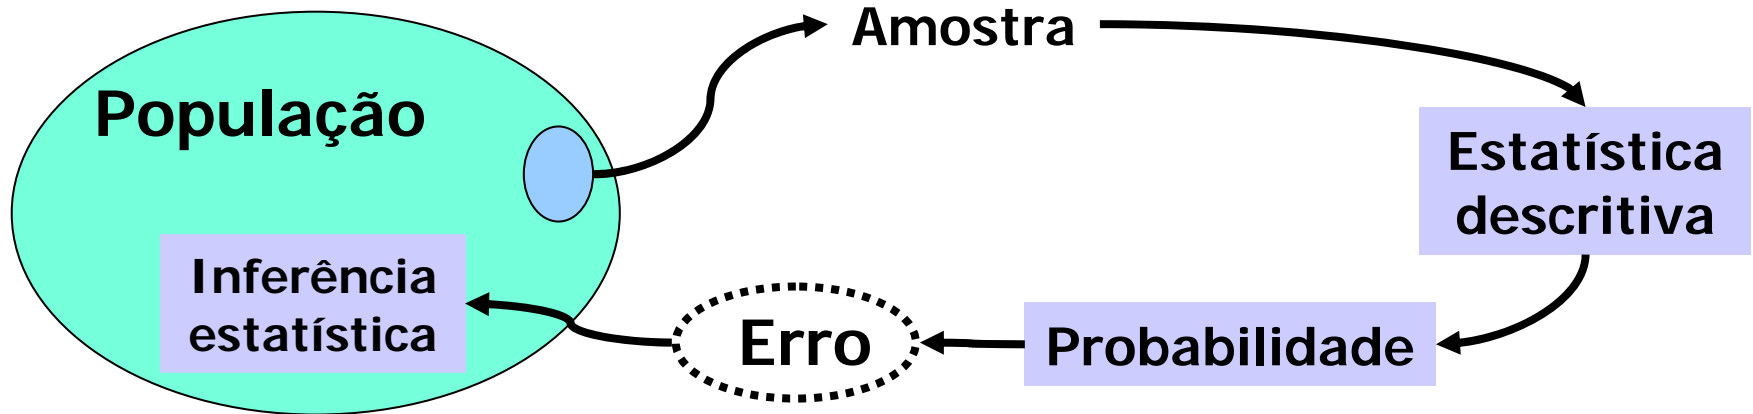 Amostra
População
Estatística
descritiva
Inferência
estatística
Erro
Probabilidade